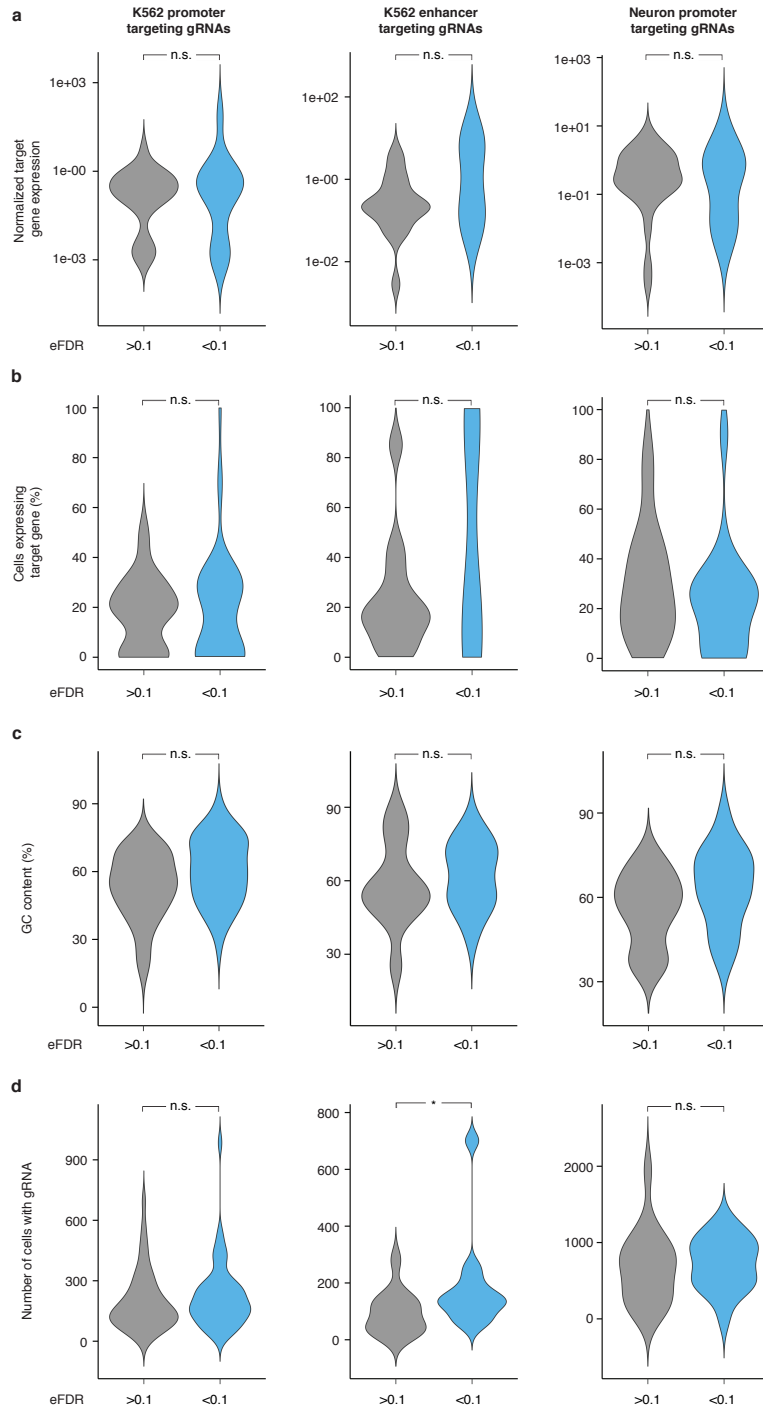 a
K562 promoter
targeting gRNAs
K562 enhancer
targeting gRNAs
Neuron promoter
targeting gRNAs
Normalized target
gene expression
n.s.
1e+03
1e-00
1e-03
n.s.
1e+02
1e-00
1e-02
n.s.
1e+03
1e+01
1e-01
1e-03
eFDR
>0.1
<0.1
>0.1
<0.1
>0.1
<0.1
b
Cells expressing
target gene (%)
n.s.
100
80
60
40
20
0
n.s.
100
80
60
40
20
0
n.s.
100
80
60
40
20
0
eFDR
>0.1
<0.1
>0.1
<0.1
>0.1
<0.1
c
GC content (%)
n.s.
90
60
30
0
n.s.
90
60
30
n.s.
90
60
30
eFDR
>0.1
<0.1
>0.1
<0.1
>0.1
<0.1
d
Number of cells with gRNA
n.s.
900
600
300
0
*
800
600
400
200
0
n.s.
2000
1000
0
eFDR
>0.1
<0.1
>0.1
<0.1
>0.1
<0.1